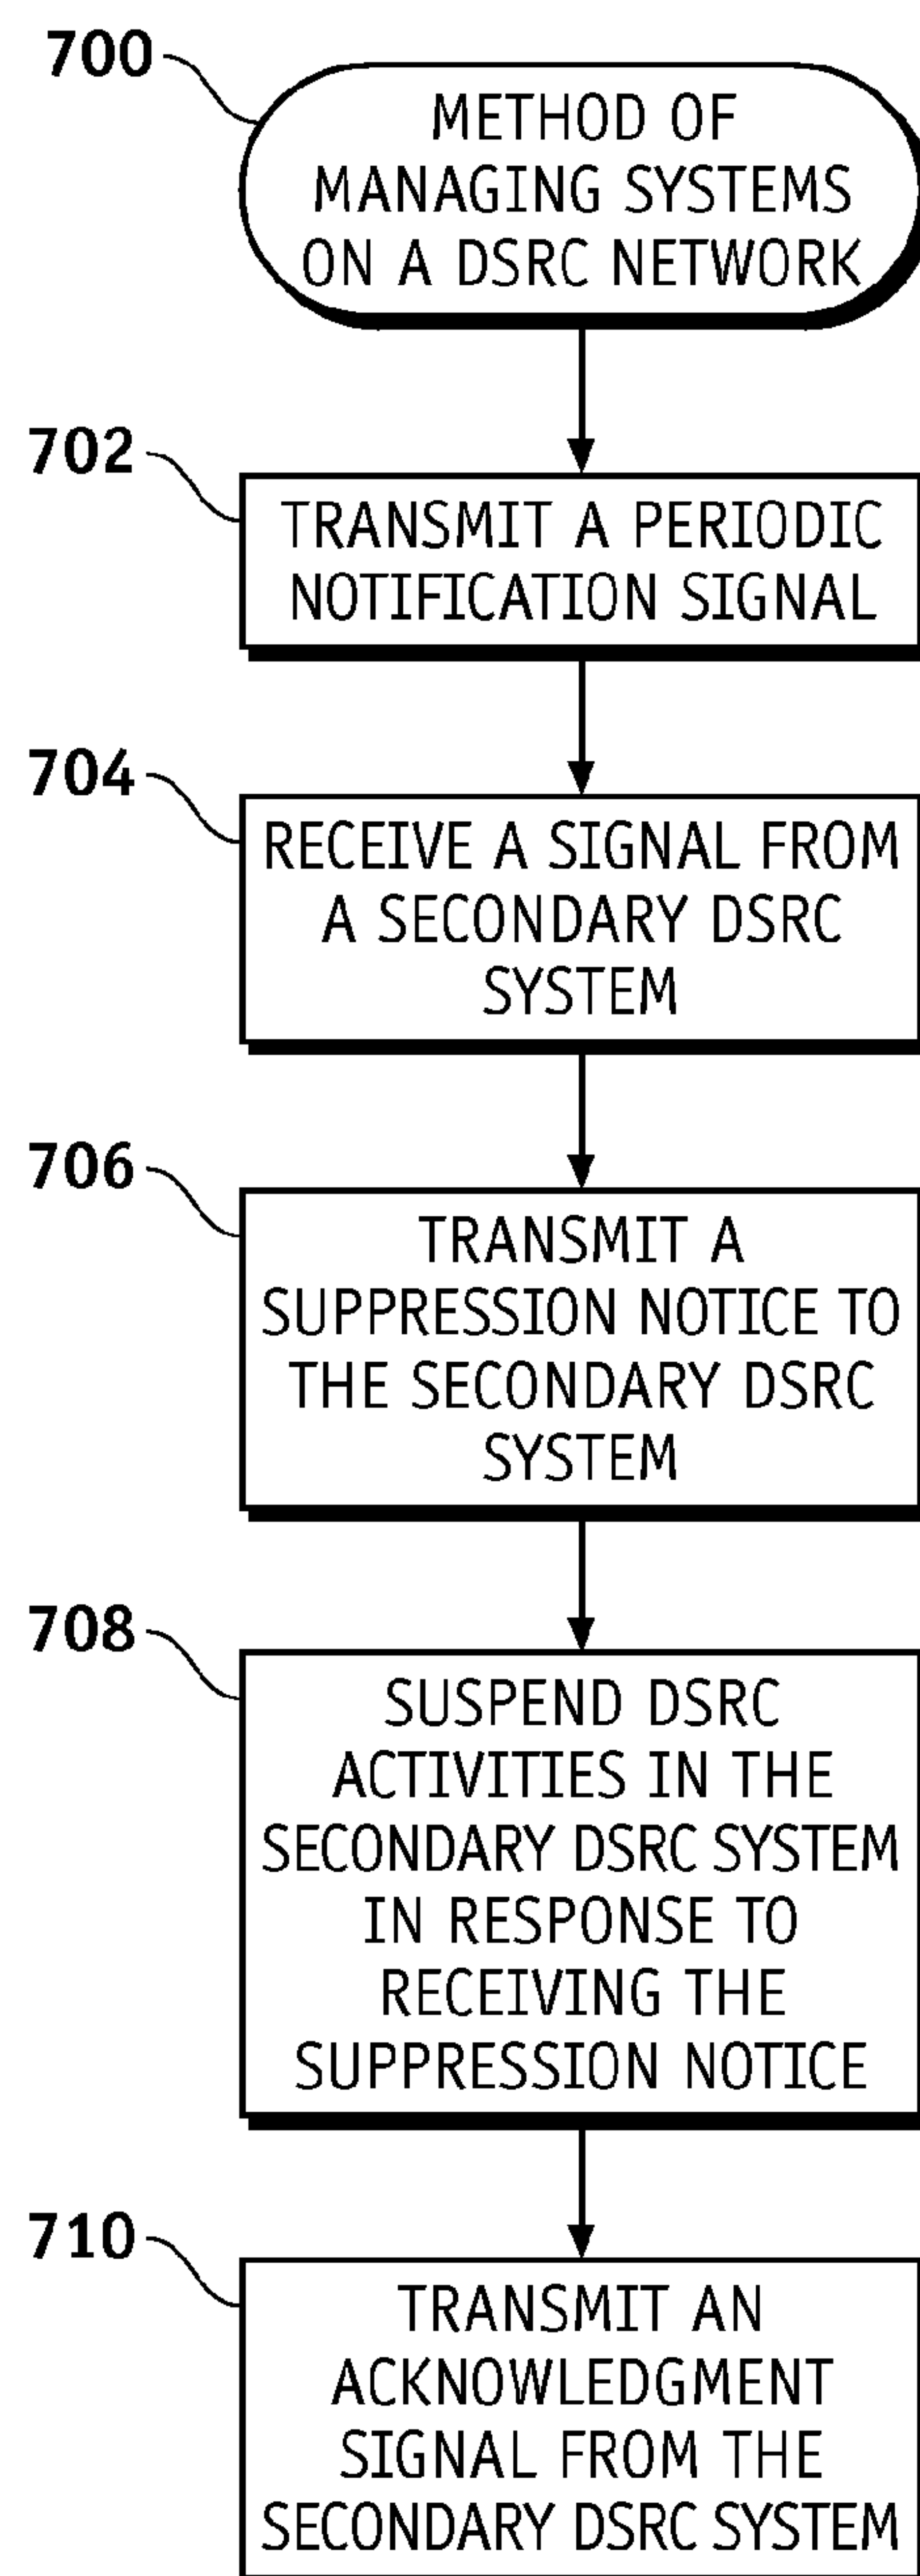 700
METHOD OF
MANAGING SYSTEMS
ON A DSRC NETWORK
702
TRANSMIT A PERIODIC
NOTIFICATION SIGNAL
704
RECEIVE A SIGNAL FROM
A SECONDARY DSRC
SYSTEM
706
TRANSMIT A
SUPPRESSION NOTICE TO
THE SECONDARY DSRC
SYSTEM
708
SUSPEND DSRC
ACTIVITIES IN THE
SECONDARY DSRC SYSTEM
IN RESPONSE TO
RECEIVING THE
SUPPRESSION NOTICE
710
TRANSMIT AN
ACKNOWLEDGMENT
SIGNAL FROM THE
SECONDARY DSRC SYSTEM